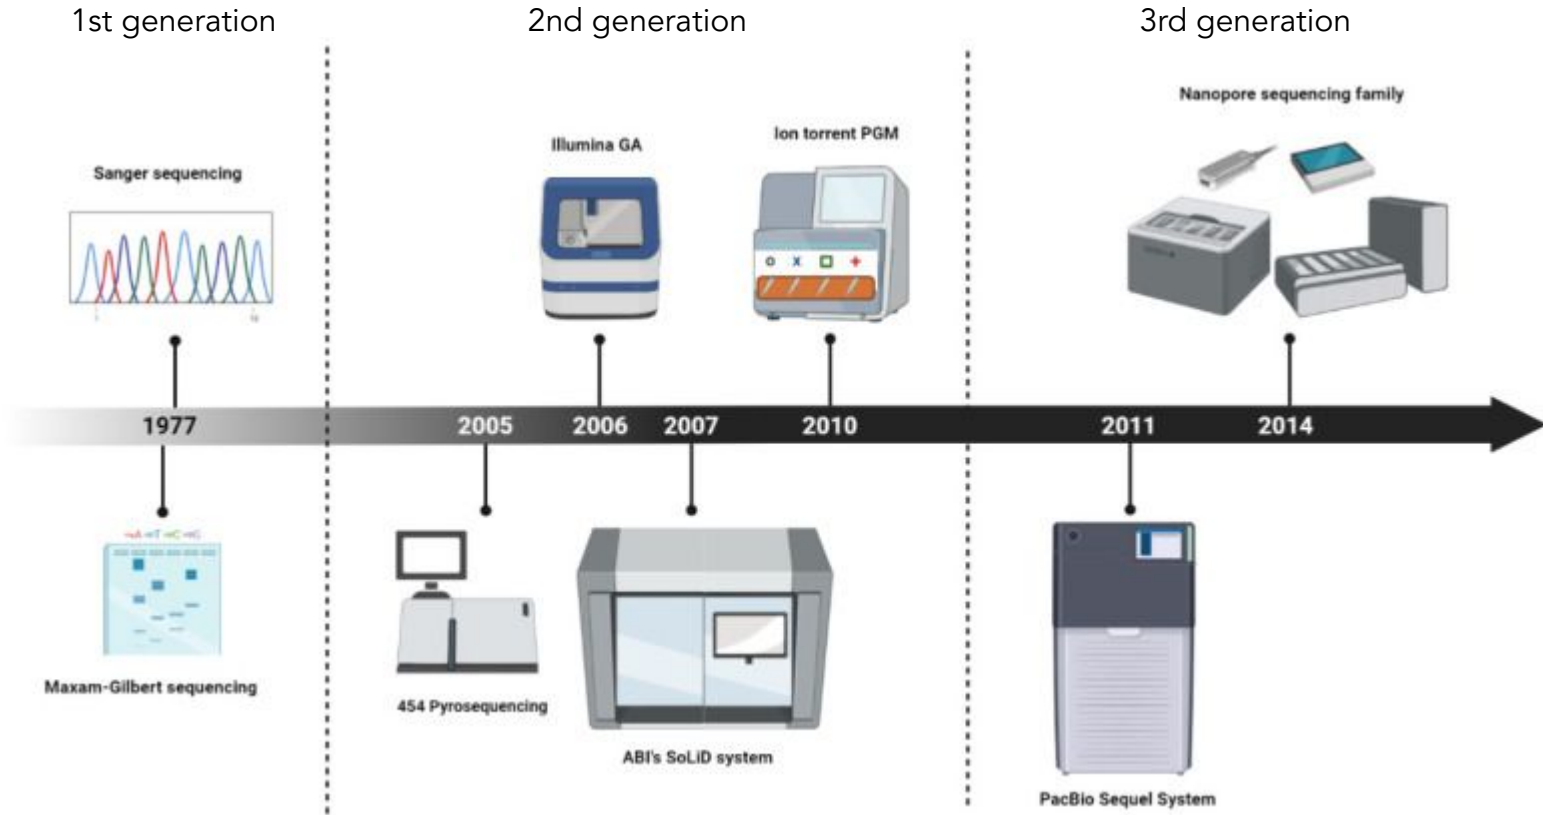 1st generation
2nd generation
3rd generation
Nanopore sequencing family
Ion torrent PGM
Illumina GA
Sanger sequencing
1977
2005
2006
2007
2010
2011
2014
Maxam-Gilbert sequencing
454 Pyrosequencing
ABI's SoLiD system
PacBio Sequel System